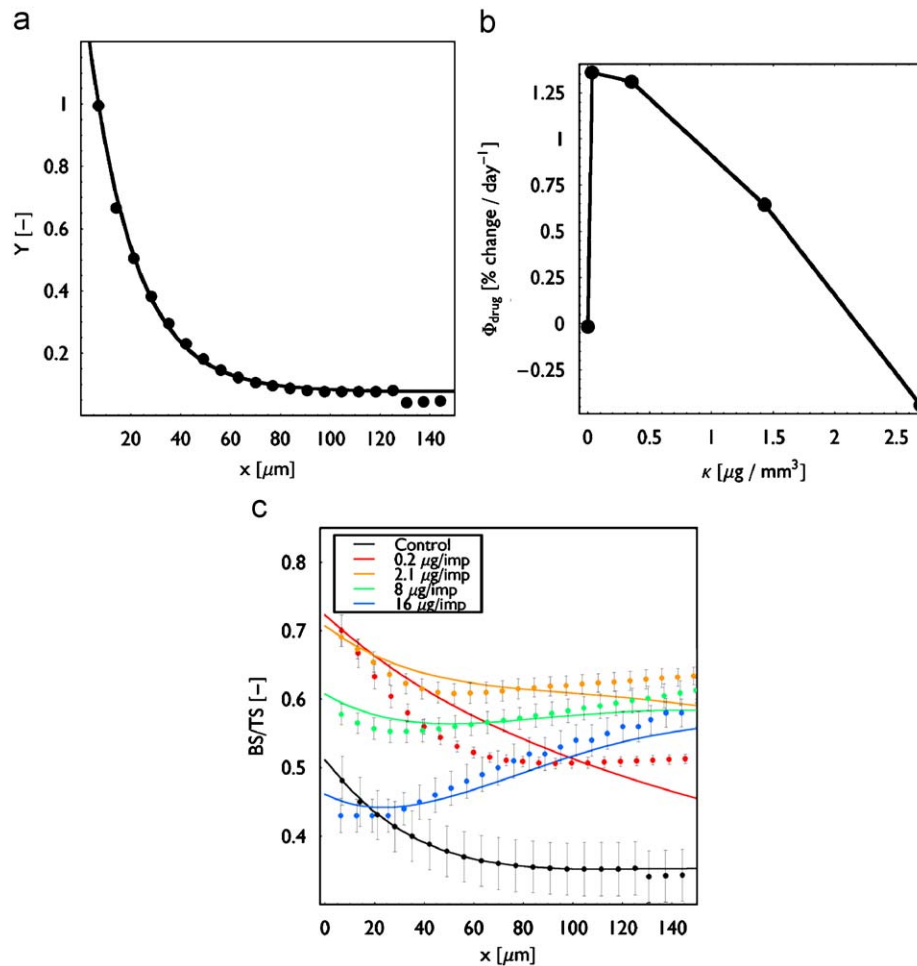 a
1
0.8
0.6
0.4
0.2
Y [-]
20 40 60 80 100 120 140
x [μm]
b
1.25
1
0.75
0.5
0.25
0
−0.25
Φdrug [% change / day⁻¹]
0 0.5 1 1.5 2 2.5
κ [μg / mm³]
c
0.8
0.7
0.6
0.5
0.4
BS/TS [-]
Control
0.2 μg/imp
2.1 μg/imp
8 μg/imp
16 μg/imp
0 20 40 60 80 100 120 140
x [μm]